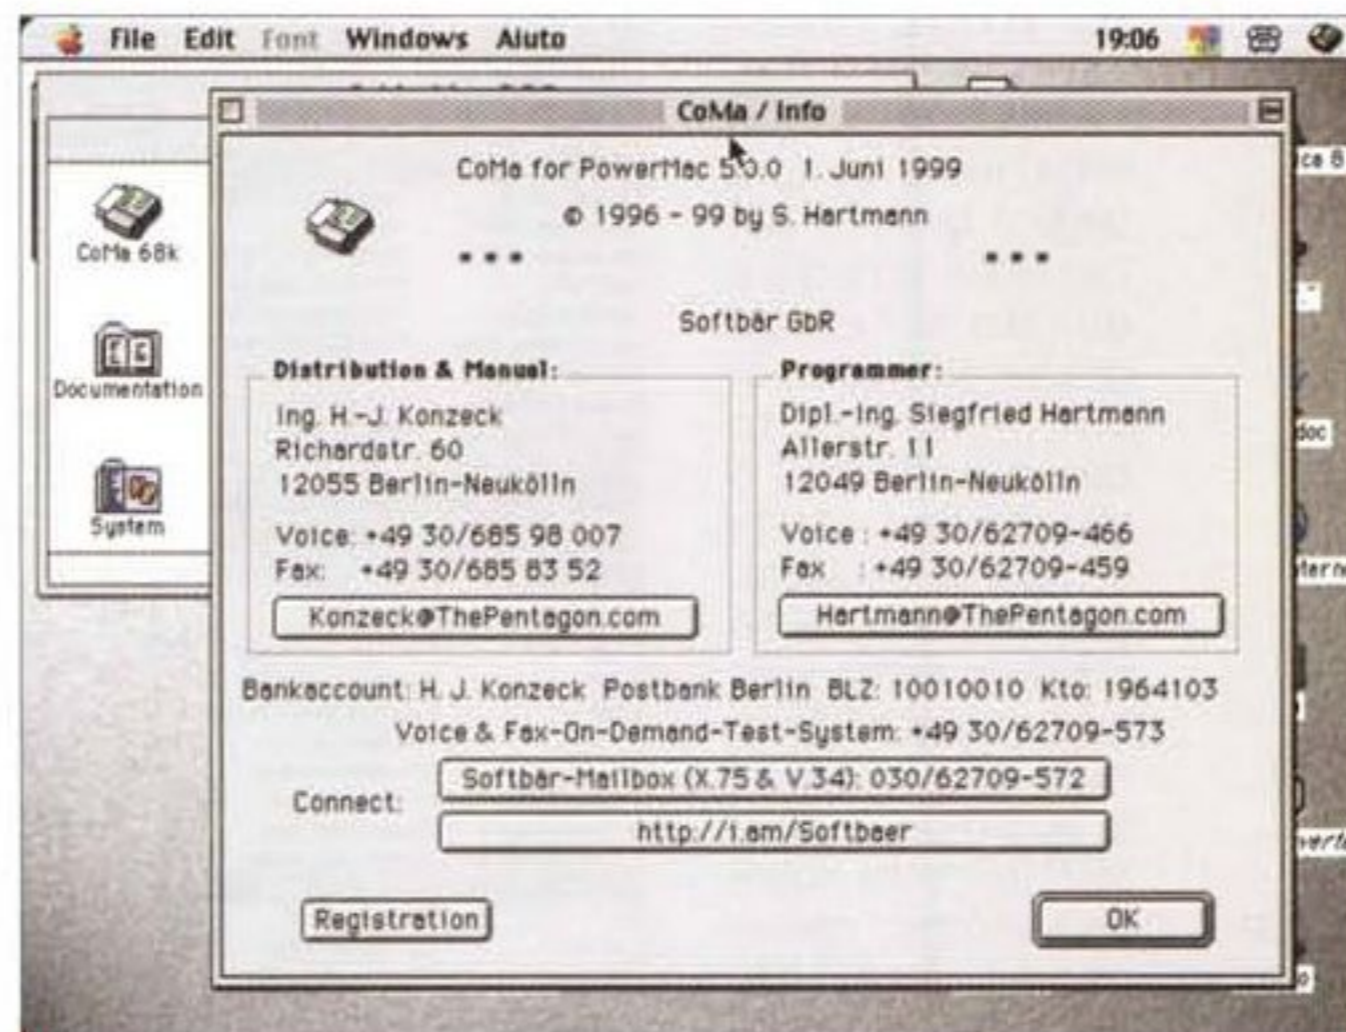 File Edit Font Windows Aiuto 19:06
CoMa / Info
CoMa for PowerMac 5.0.0 1. Juni 1999
© 1996 - 99 by S. Hartmann
* * * * * *
Softbär GbR
CoMa 68k
Documentation
System
Distribution & Manual:
Ing. H.-J. Konzeck
Richardstr. 60
12055 Berlin-Neukölln
Voice: +49 30/685 98 007
Fax: +49 30/685 83 52
Konzeck@ThePentagon.com
Programmer:
Dipl.-Ing. Siegfried Hartmann
Allerstr. 11
12049 Berlin-Neukölln
Voice : +49 30/62709-466
Fax : +49 30/62709-459
Hartmann@ThePentagon.com
Bankaccount: H. J. Konzeck Postbank Berlin BLZ: 10010010 Kto: 1964103
Voice & Fax-On-Demand-Test-System: +49 30/62709-573
Connect:
Softbär-Mailbox (X.75 & V.34): 030/62709-572
http://i.am/Softbaer
Registration
OK
ica 8
doc